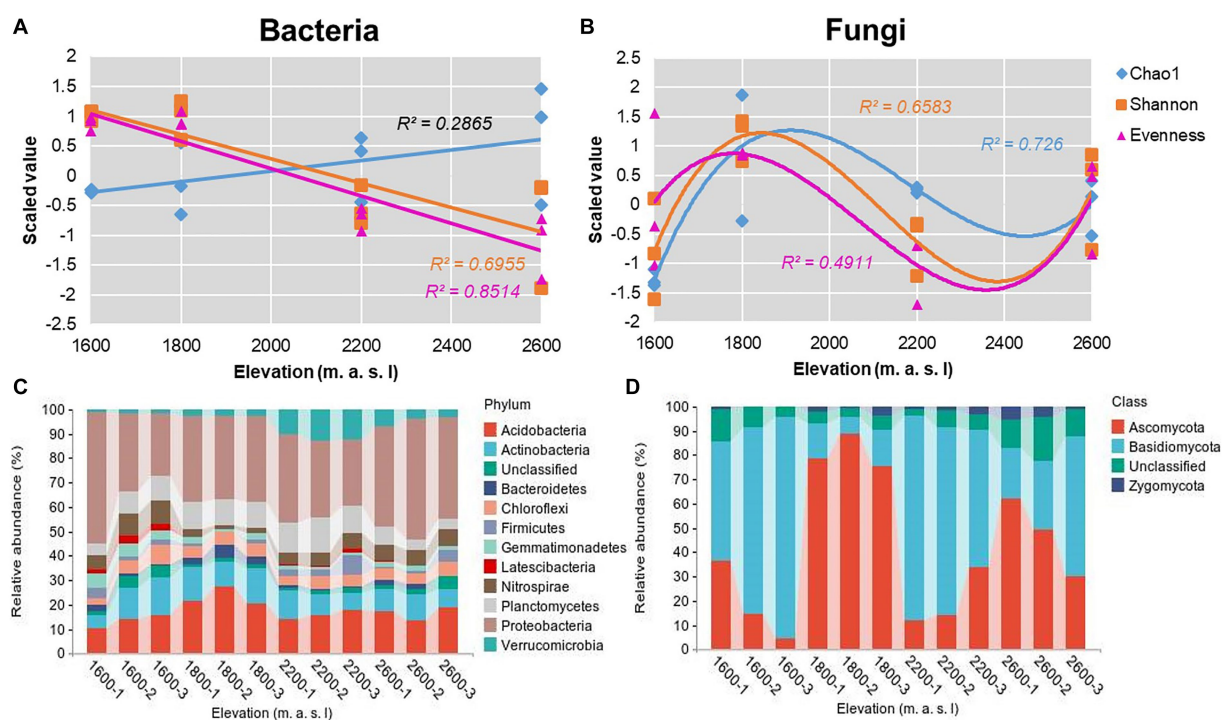 A
Bacteria
Scaled value
2
1.5
1
0.5
0
-0.5
-1
-1.5
-2
-2.5
R² = 0.2865
R² = 0.6955
R² = 0.8514
1600
1800
2000
2200
2400
2600
Elevation (m. a. s. l)
B
Fungi
Scaled value
2.5
2
1.5
1
0.5
0
-0.5
-1
-1.5
-2
R² = 0.6583
R² = 0.726
R² = 0.4911
1600
1800
2000
2200
2400
2600
Elevation (m. a. s. l)
Chao1
Shannon
Evenness
C
Relative abundance (%)
100
90
80
70
60
50
40
30
20
10
0
1600-1
1600-2
1600-3
1800-1
1800-2
1800-3
2200-1
2200-2
2200-3
2600-1
2600-2
2600-3
Elevation (m. a. s. l)
Phylum
Acidobacteria
Actinobacteria
Unclassified
Bacteroidetes
Chloroflexi
Firmicutes
Gemmatimonadetes
Latescibacteria
Nitrospirae
Planctomycetes
Proteobacteria
Verrucomicrobia
D
Relative abundance (%)
100
90
80
70
60
50
40
30
20
10
0
1600-1
1600-2
1600-3
1800-1
1800-2
1800-3
2200-1
2200-2
2200-3
2600-1
2600-2
2600-3
Elevation (m. a. s. l)
Class
Ascomycota
Basidiomycota
Unclassified
Zygomycota